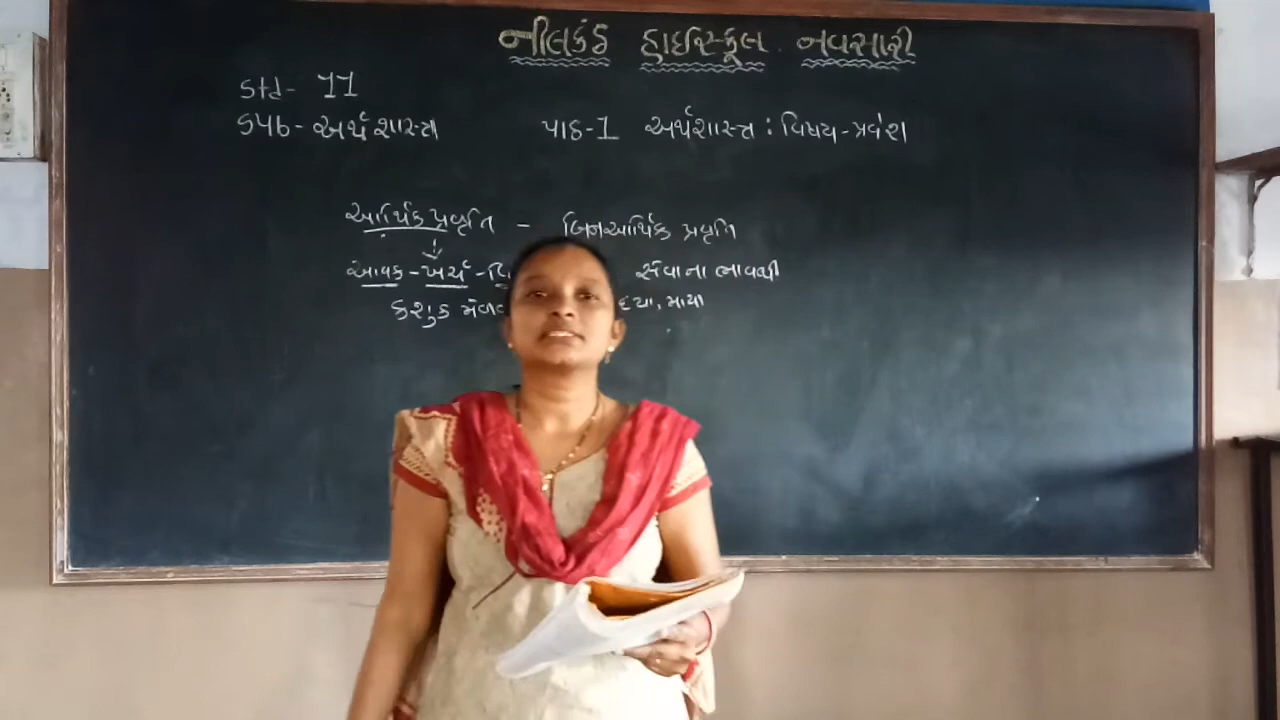 નીલકંઠ હાઈસ્કૂલ નવસારી
Std- 11
Sub- અર્થશાસ્ત્ર
પાઠ-1 અર્થશાસ્ત્ર : વિષય-પ્રવેશ
આર્થિક પ્રવૃતિ - બિનઆર્થિક પ્રવૃતિ
આવક-ખર્ચ- સેવાના ભાવથી
કશુક દયા, માયા